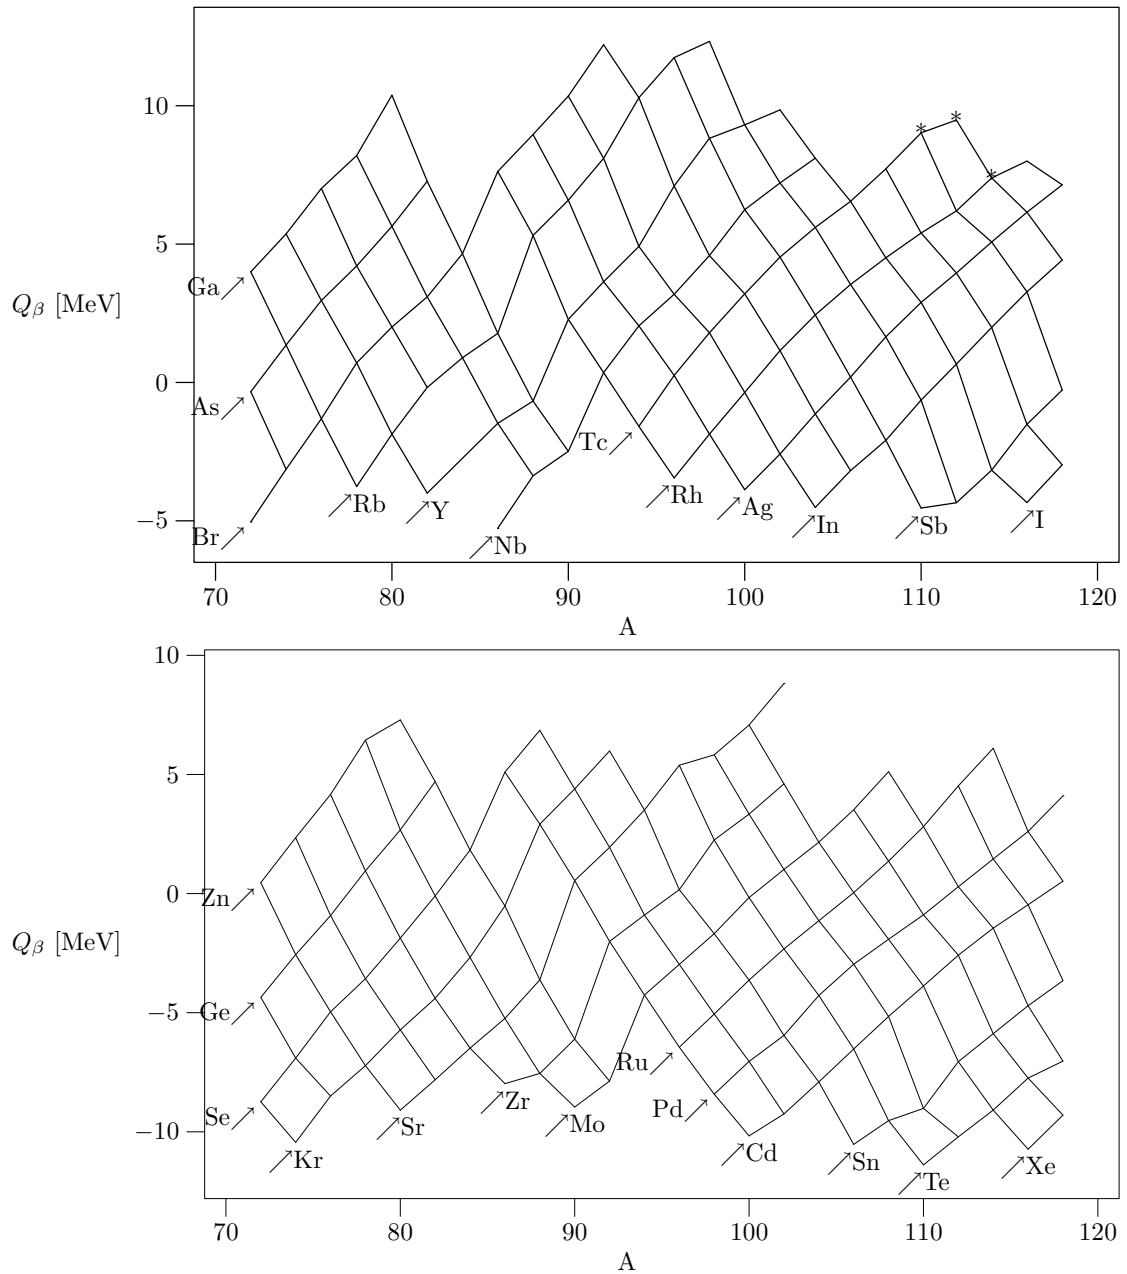 10
5
0
−5
Qβ [MeV]
Ga
As
Br
Rb
Y
Nb
Tc
Rh
Ag
In
Sb
I
*
*
*
70 80 90 100 110 120
A
10
5
0
−5
−10
Qβ [MeV]
Zn
Ge
Se
Kr
Sr
Zr
Mo
Ru
Pd
Cd
Sn
Te
Xe
70 80 90 100 110 120
A